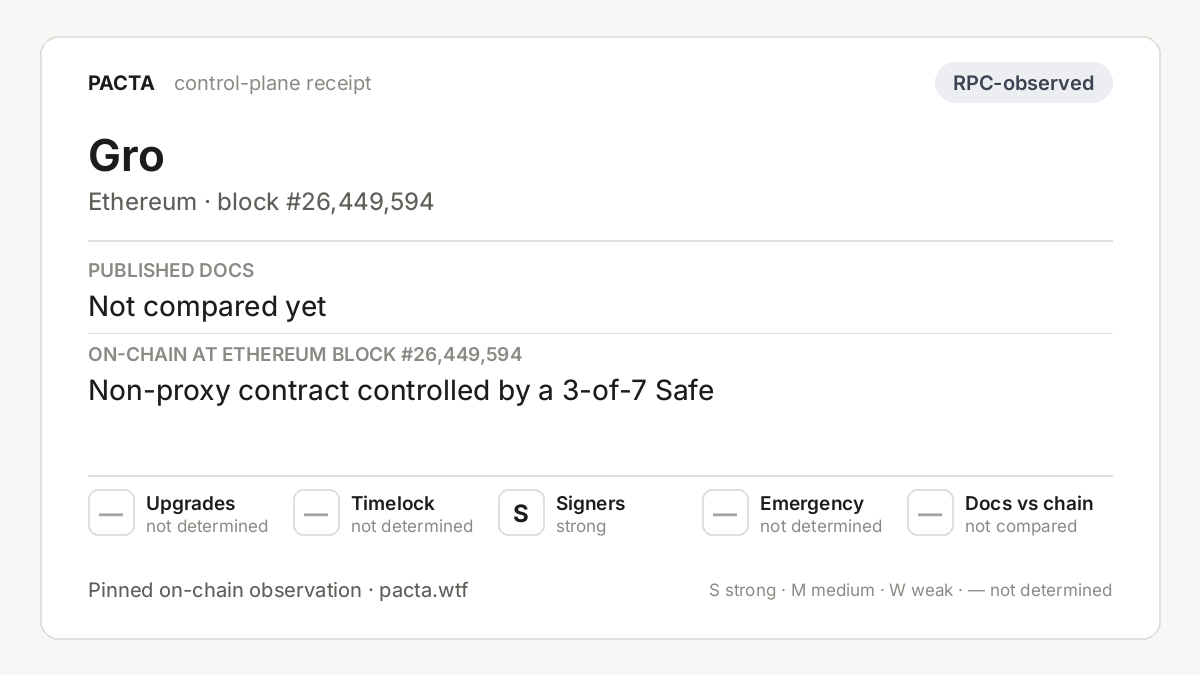 PACTA control-plane receipt
RPC-observed
Gro
Ethereum · block #26,449,594
PUBLISHED DOCS
Not compared yet
ON-CHAIN AT ETHEREUM BLOCK #26,449,594
Non-proxy contract controlled by a 3-of-7 Safe
— Upgrades
not determined
— Timelock
not determined
S Signers
strong
— Emergency
not determined
— Docs vs chain
not compared
Pinned on-chain observation · pacta.wtf
S strong · M medium · W weak · — not determined